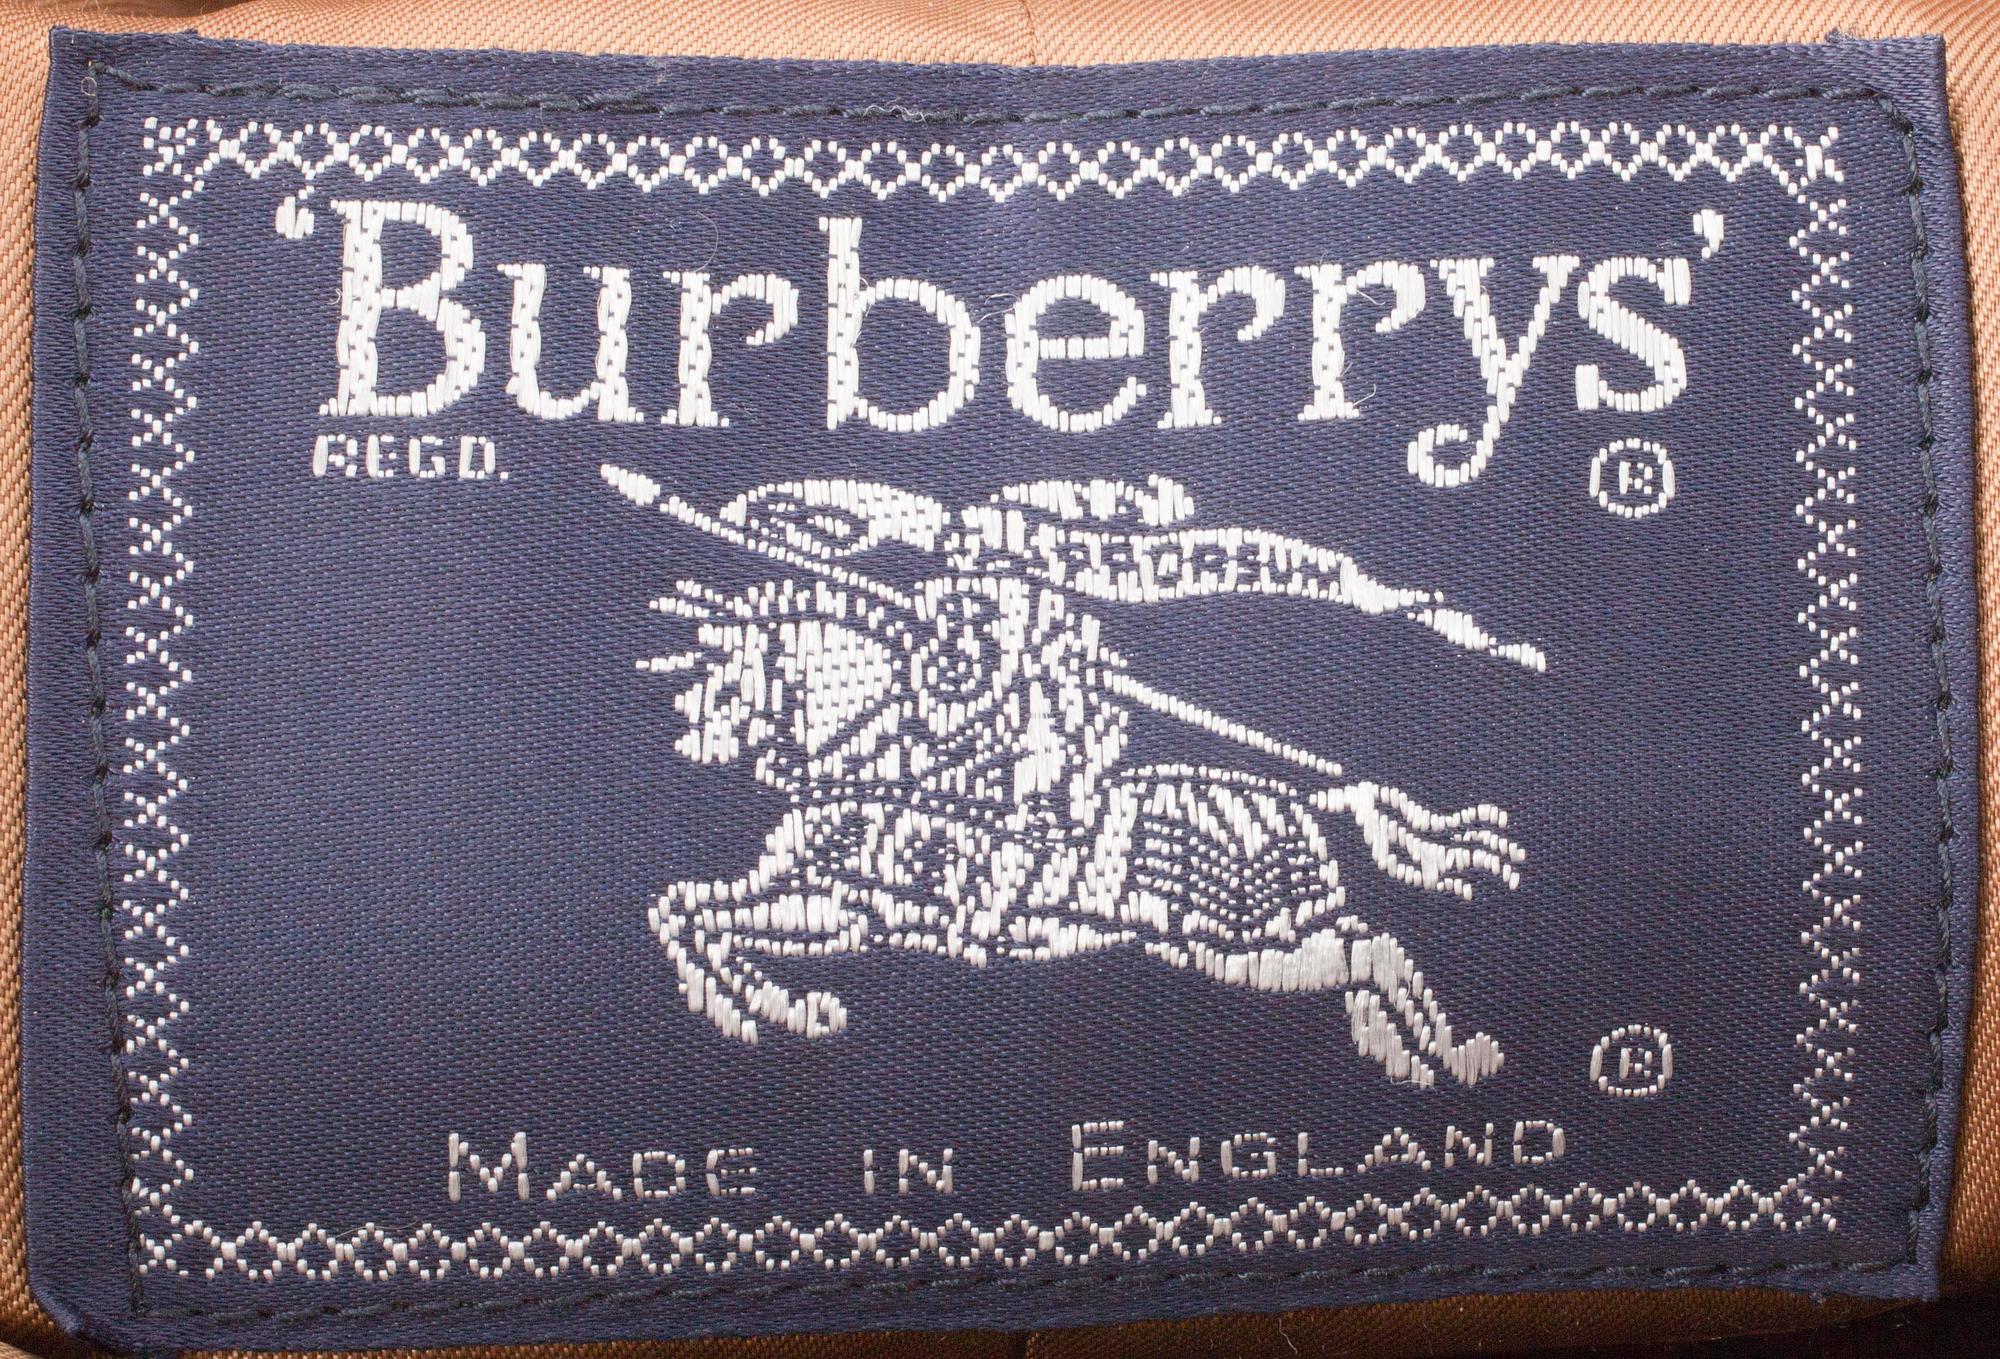 ‘Burberrys’
REGD. ®
®
MADE IN ENGLAND